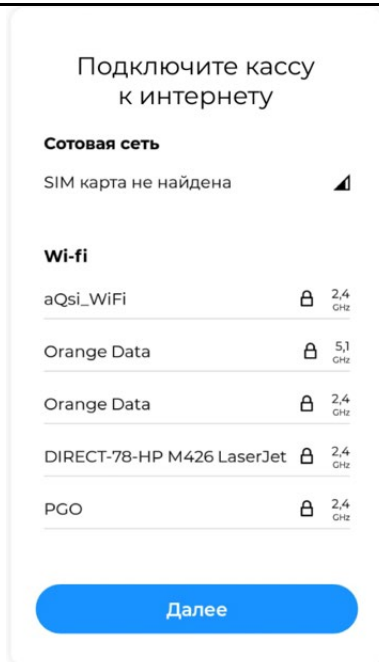 Подключите кассу
к интернету
Сотовая сеть
SIM карта не найдена
Wi-fi
aQsi_WiFi 2,4 GHz
Orange Data 5,1 GHz
Orange Data 2,4 GHz
DIRECT-78-HP M426 LaserJet 2,4 GHz
PGO 2,4 GHz
Далее